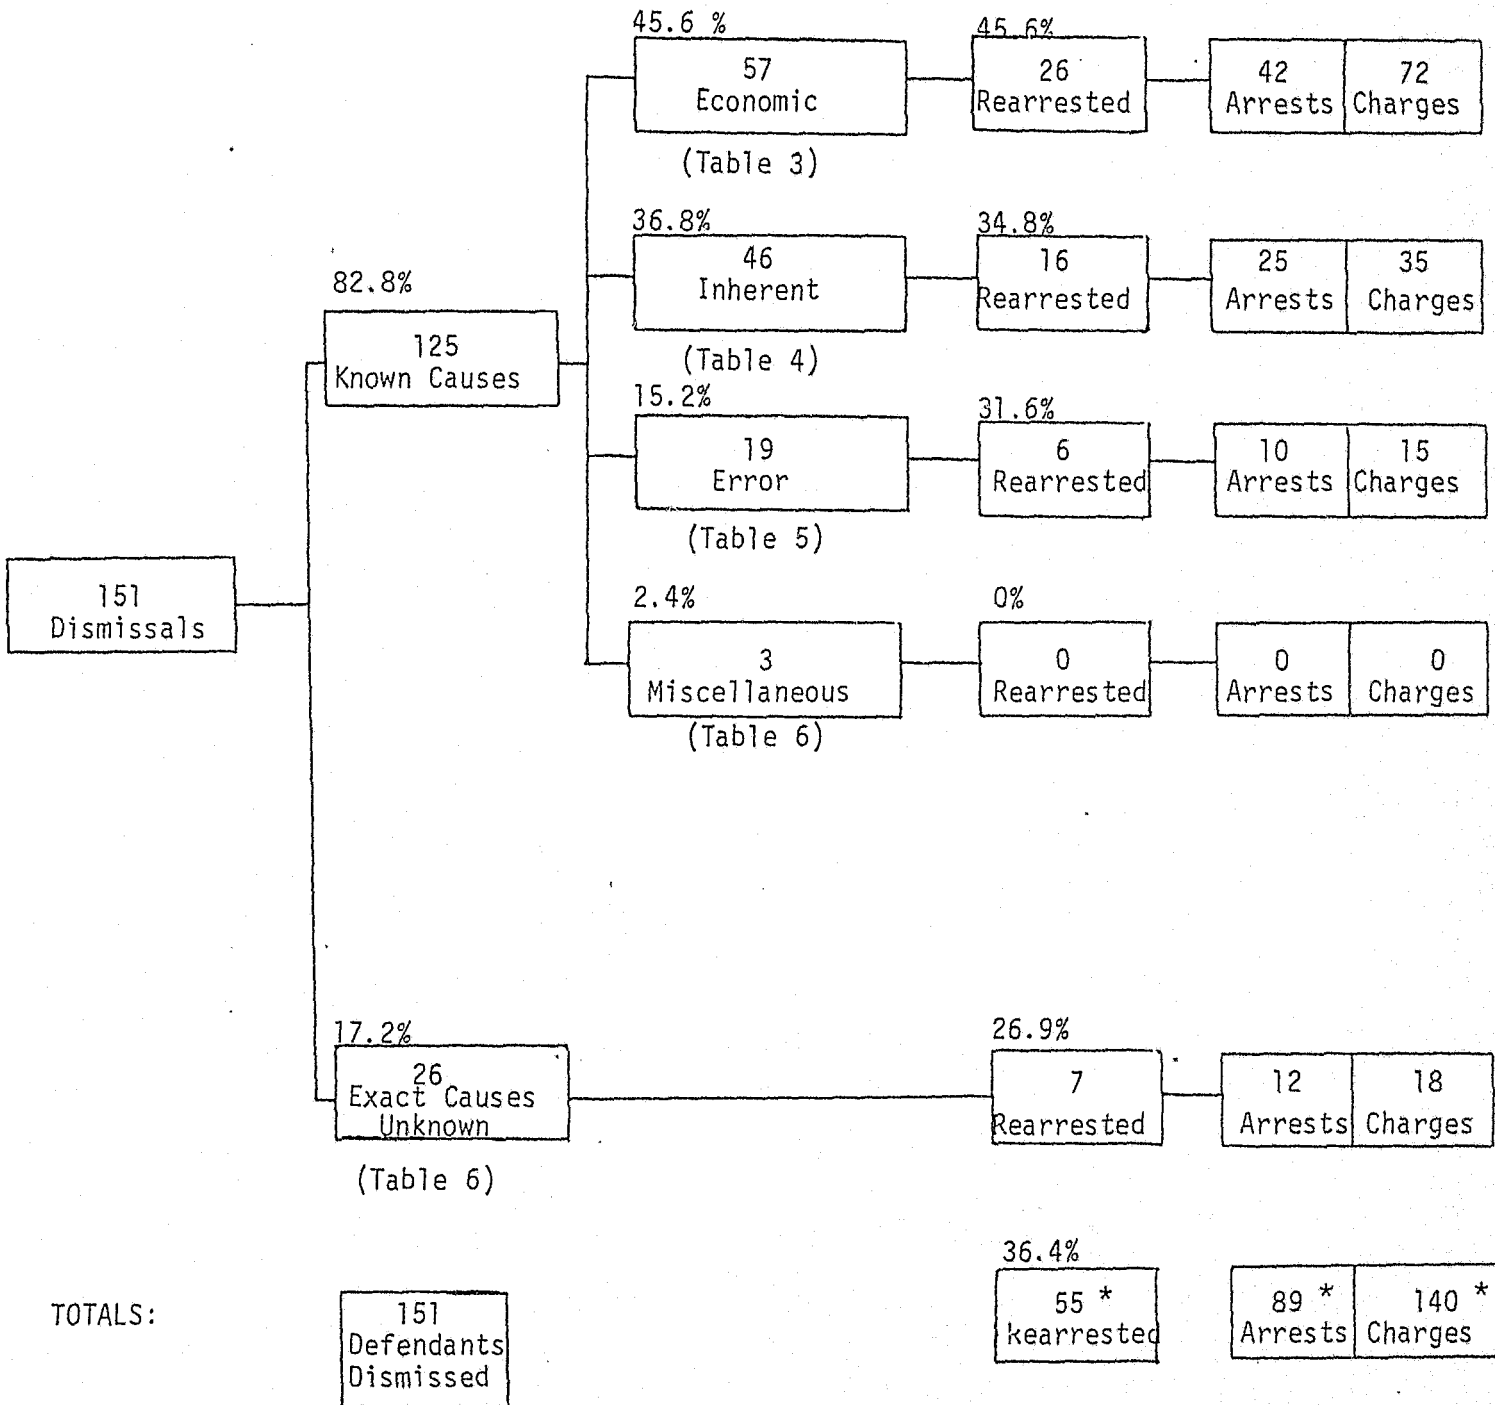 45.6 %
57
Economic
(Table 3)
45.6%
26
Rearrested
42
Arrests
72
Charges
36.8%
46
Inherent
(Table 4)
34.8%
16
Rearrested
25
Arrests
35
Charges
82.8%
125
Known Causes
15.2%
19
Error
(Table 5)
31.6%
6
Rearrested
10
Arrests
15
Charges
151
Dismissals
2.4%
3
Miscellaneous
(Table 6)
0%
0
Rearrested
0
Arrests
0
Charges
17.2%
26
Exact Causes
Unknown
(Table 6)
26.9%
7
Rearrested
12
Arrests
18
Charges
TOTALS:
151
Defendants
Dismissed
36.4%
55 *
kearrested
89 *
Arrests
140 *
Charges